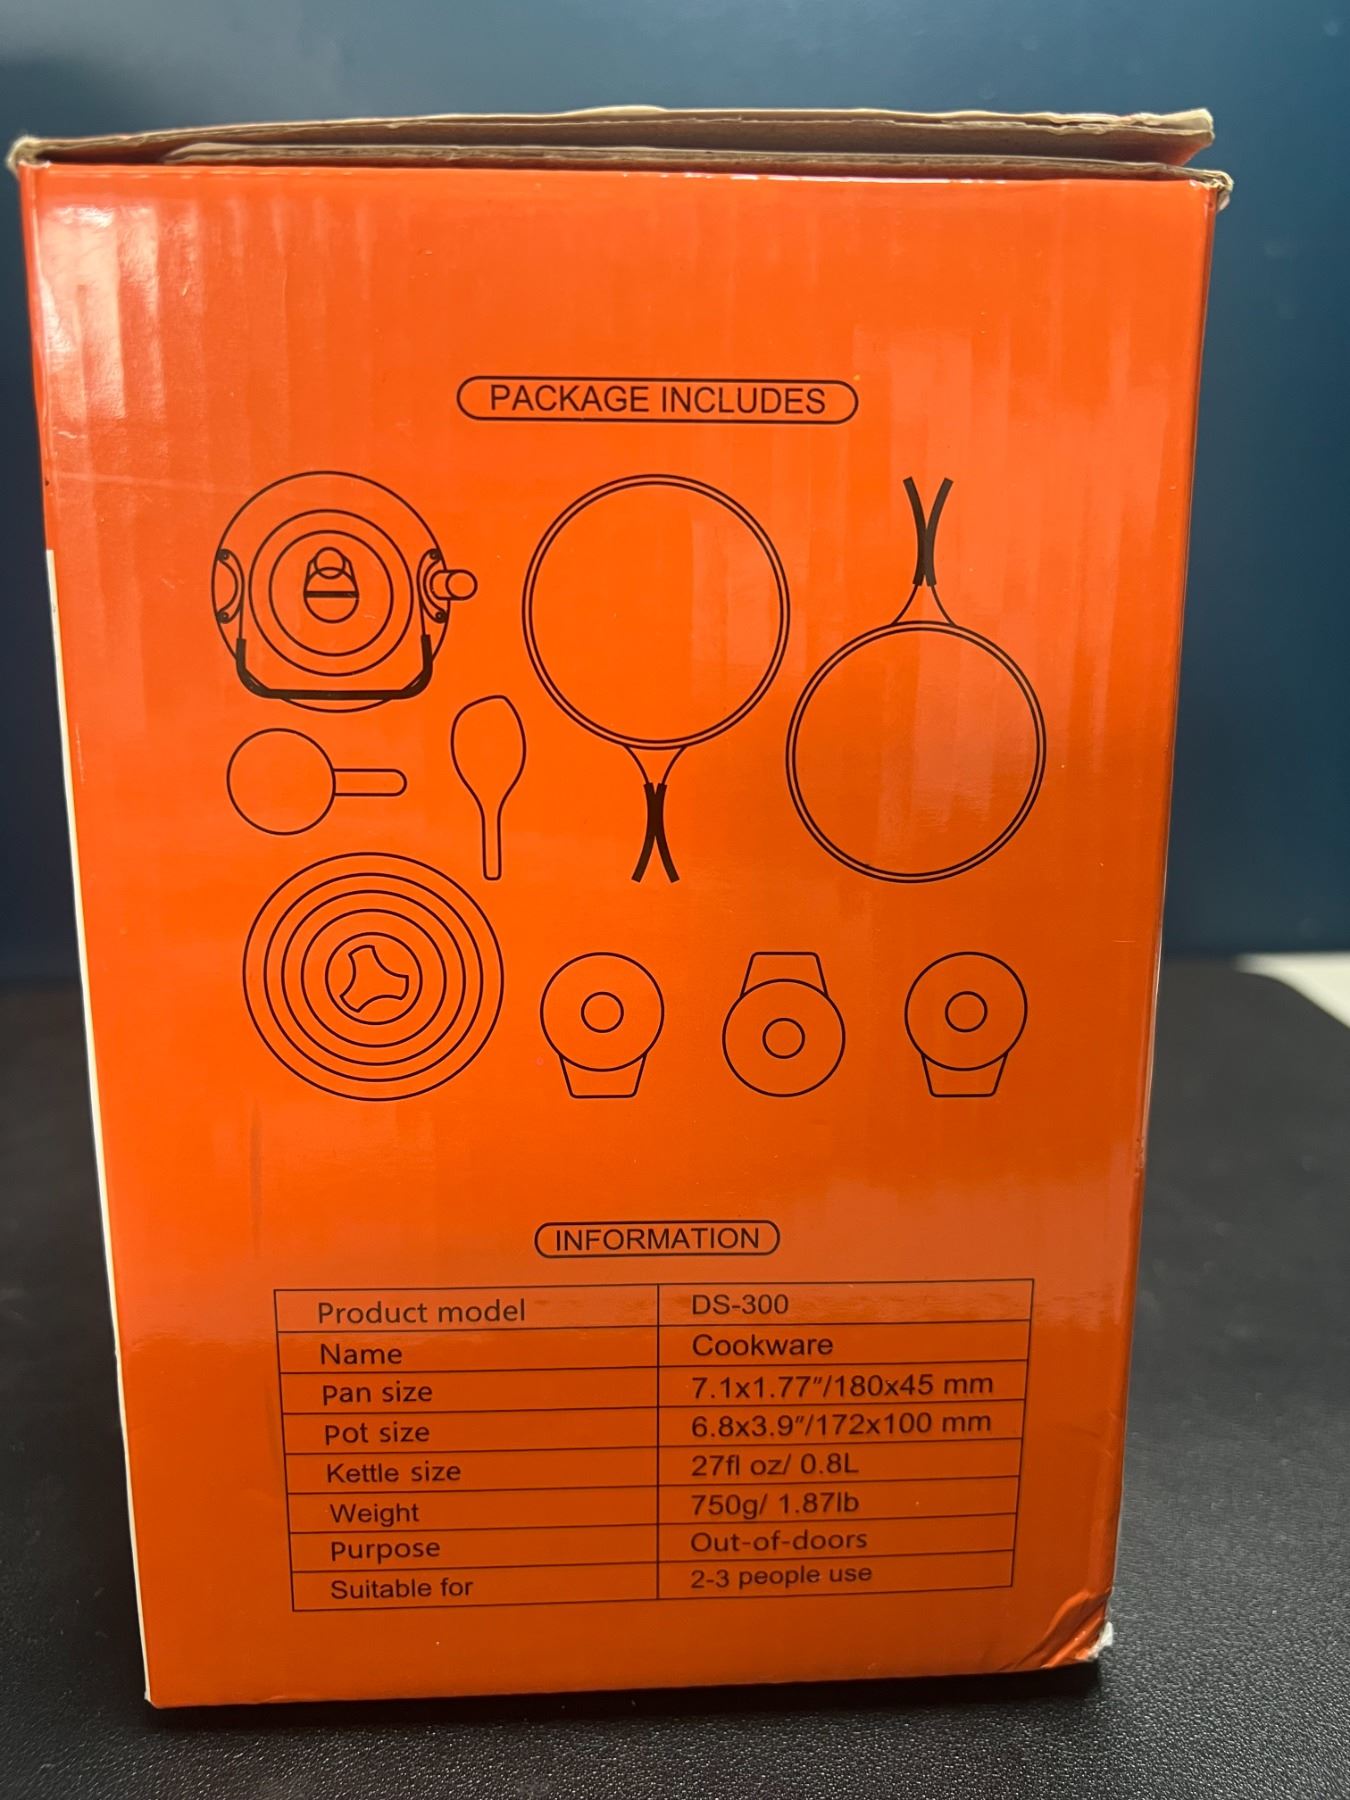 PACKAGE INCLUDES
INFORMATION
Product model DS-300
Name Cookware
Pan size 7.1x1.77"/180x45 mm
Pot size 6.8x3.9"/172x100 mm
Kettle size 27fl oz/ 0.8L
Weight 750g/ 1.87lb
Purpose Out-of-doors
Suitable for 2-3 people use